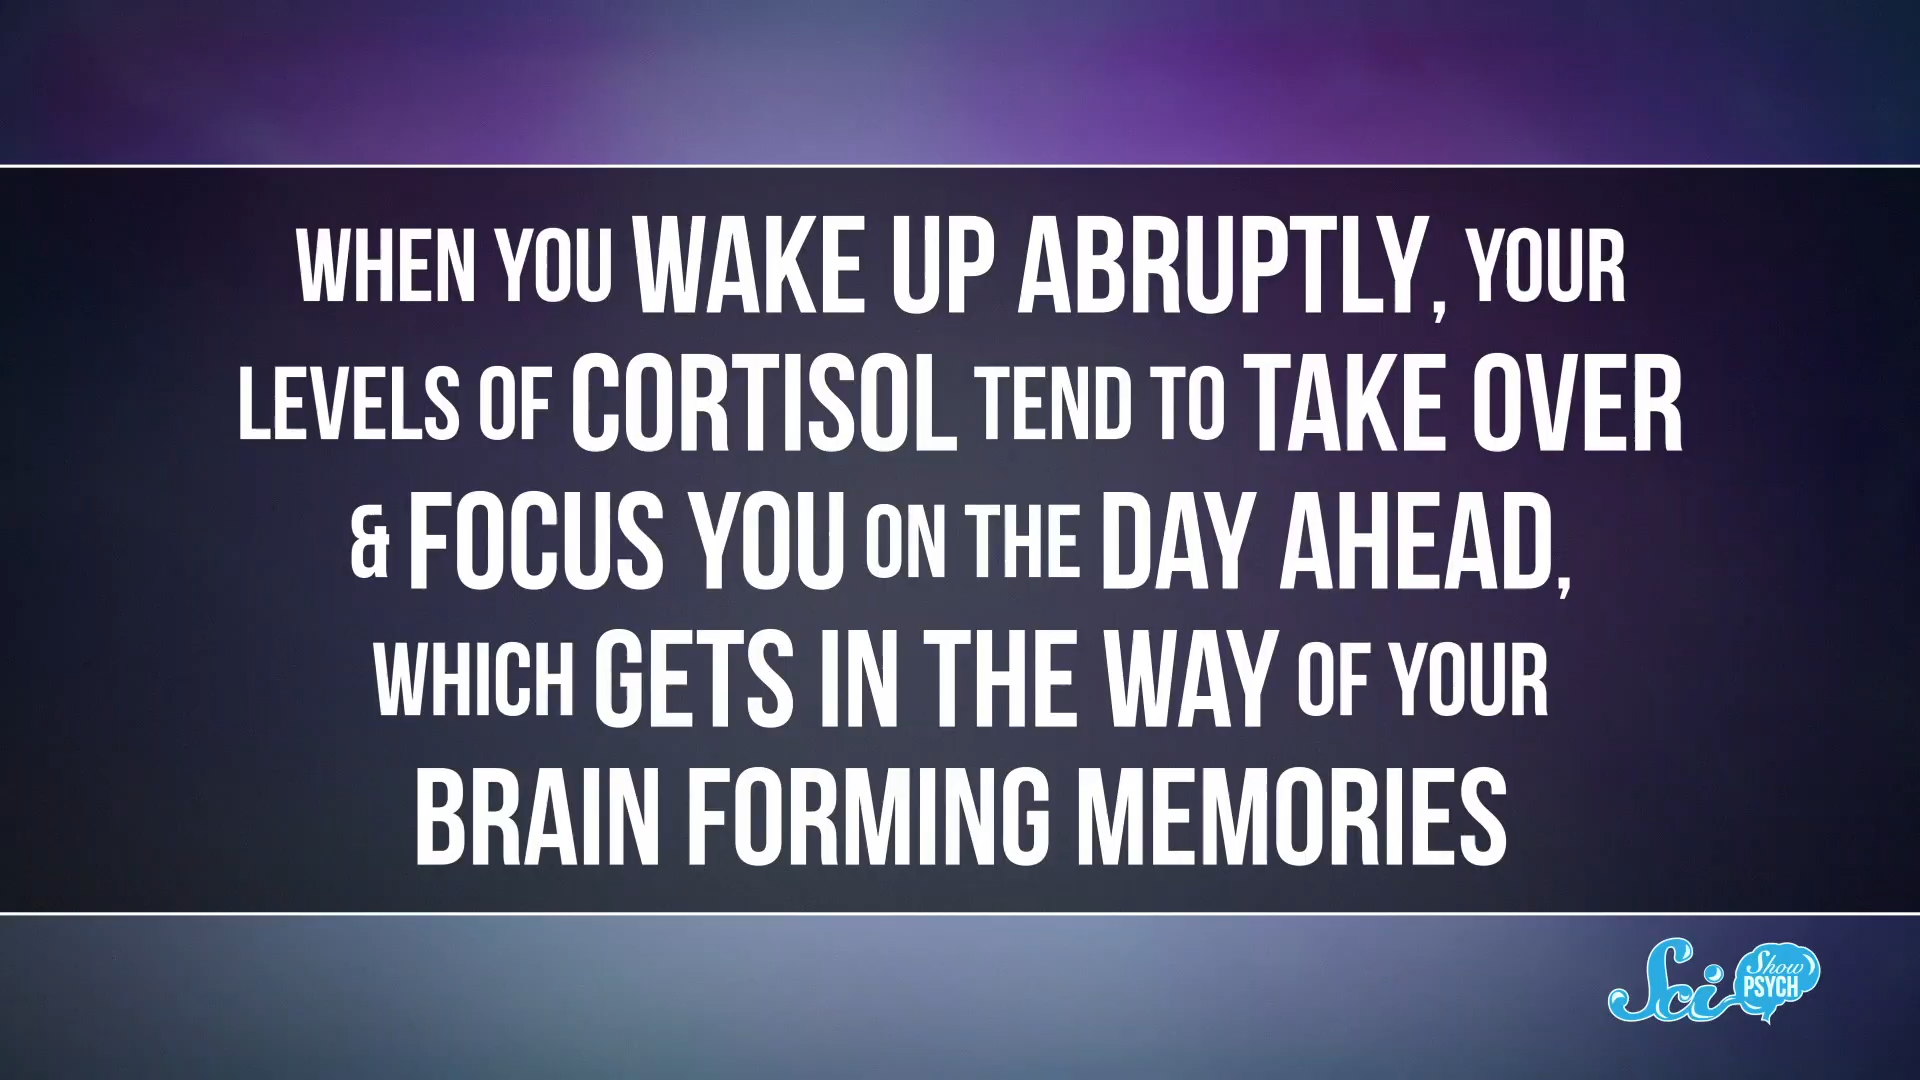 WHEN YOU WAKE UP ABRUPTLY, YOUR
LEVELS OF CORTISOL TEND TO TAKE OVER
& FOCUS YOU ON THE DAY AHEAD,
WHICH GETS IN THE WAY OF YOUR
BRAIN FORMING MEMORIES
Sci Show
PSYCH